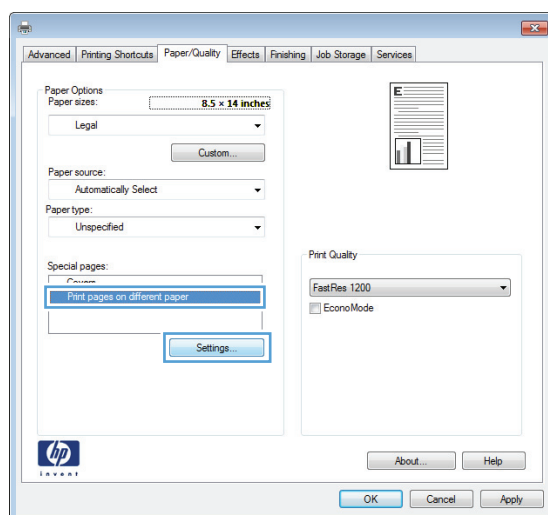 Advanced Printing Shortcuts Paper/Quality Effects Finishing Job Storage Services
Paper Options
Paper sizes: 8.5 × 14 inches
Legal
Custom...
Paper source:
Automatically Select
Paper type:
Unspecified
Special pages:
Covers
Print pages on different paper
Settings...
E
Print Quality
FastRes 1200
EconoMode
hp
invent
About... Help
OK Cancel Apply